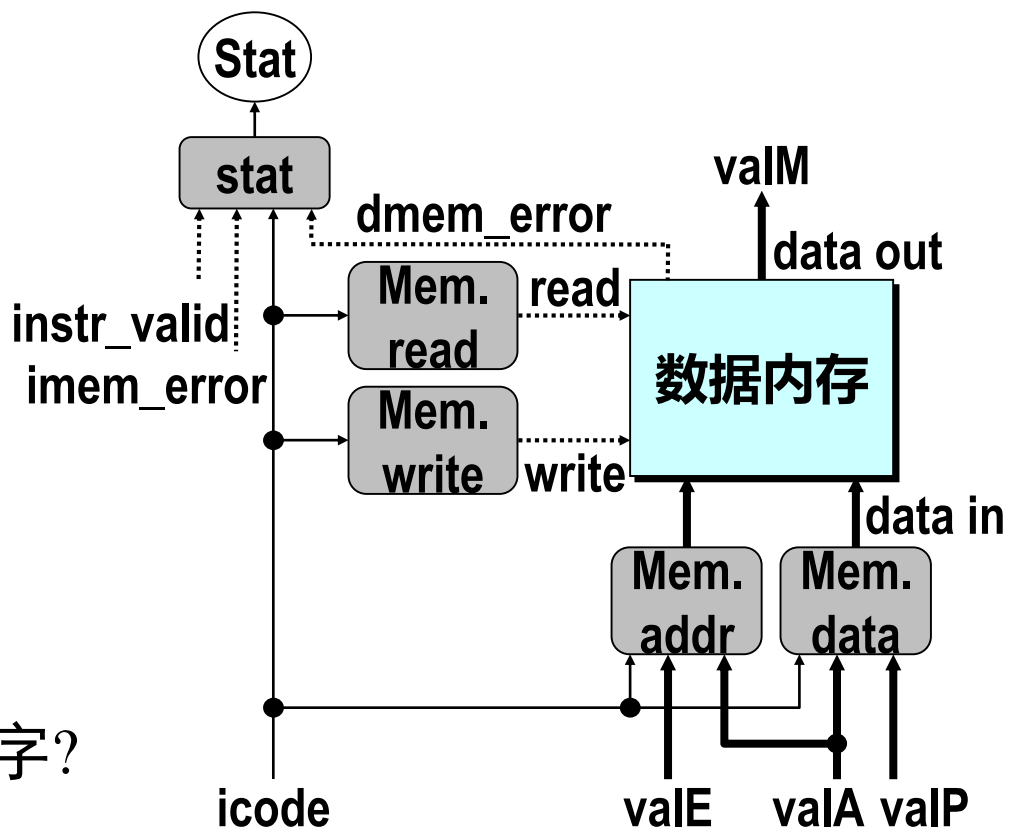 Stat
stat
valM
dmem_error
data out
Mem.
read
read
instr_valid
imem_error
数据内存
Mem.
write
write
data in
Mem.
addr
Mem.
data
字?
icode
valE
valA
valP